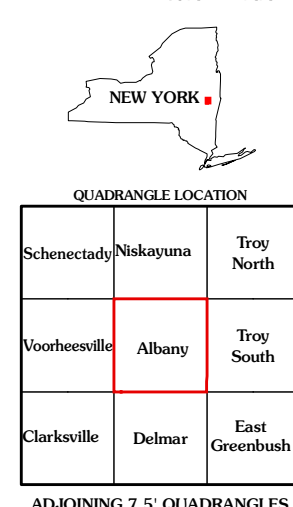 NEW YORK
QUADRANGLE LOCATION
Schenectady Niskayuna Troy North
Voorheesville Albany Troy South
Clarksville Delmar East Greenbush
ADJOINING 7.5' QUADRANGLES